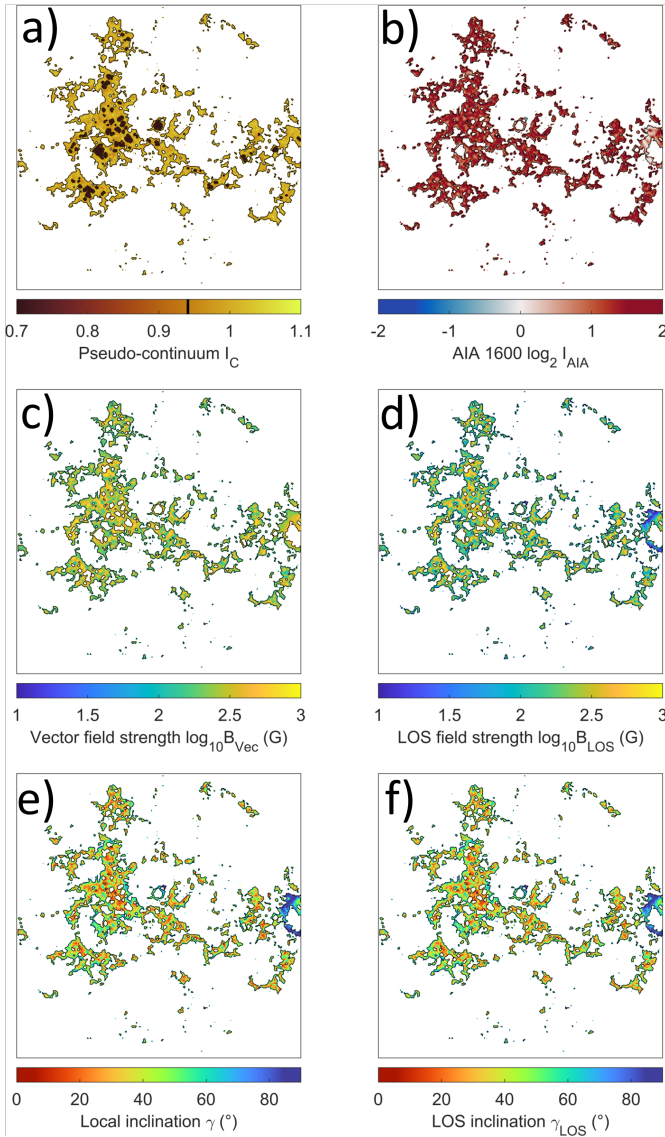 a) b)
0.7 0.8 0.9 1 1.1
Pseudo-continuum I_C
-2 -1 0 1 2
AIA 1600 log_2 I_AIA
c) d)
1 1.5 2 2.5 3
Vector field strength log_10 B_Vec (G)
1 1.5 2 2.5 3
LOS field strength log_10 B_LOS (G)
e) f)
0 20 40 60 80
Local inclination γ (°)
0 20 40 60 80
LOS inclination γ_LOS (°)